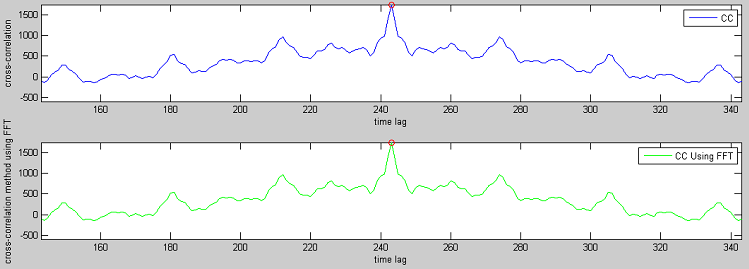 cross-correlation
1500
1000
500
0
-500
CC
160 180 200 220 240 260 280 300 320 340
time lag
cross-correlation method using FFT
1500
1000
500
0
-500
CC Using FFT
160 180 200 220 240 260 280 300 320 340
time lag